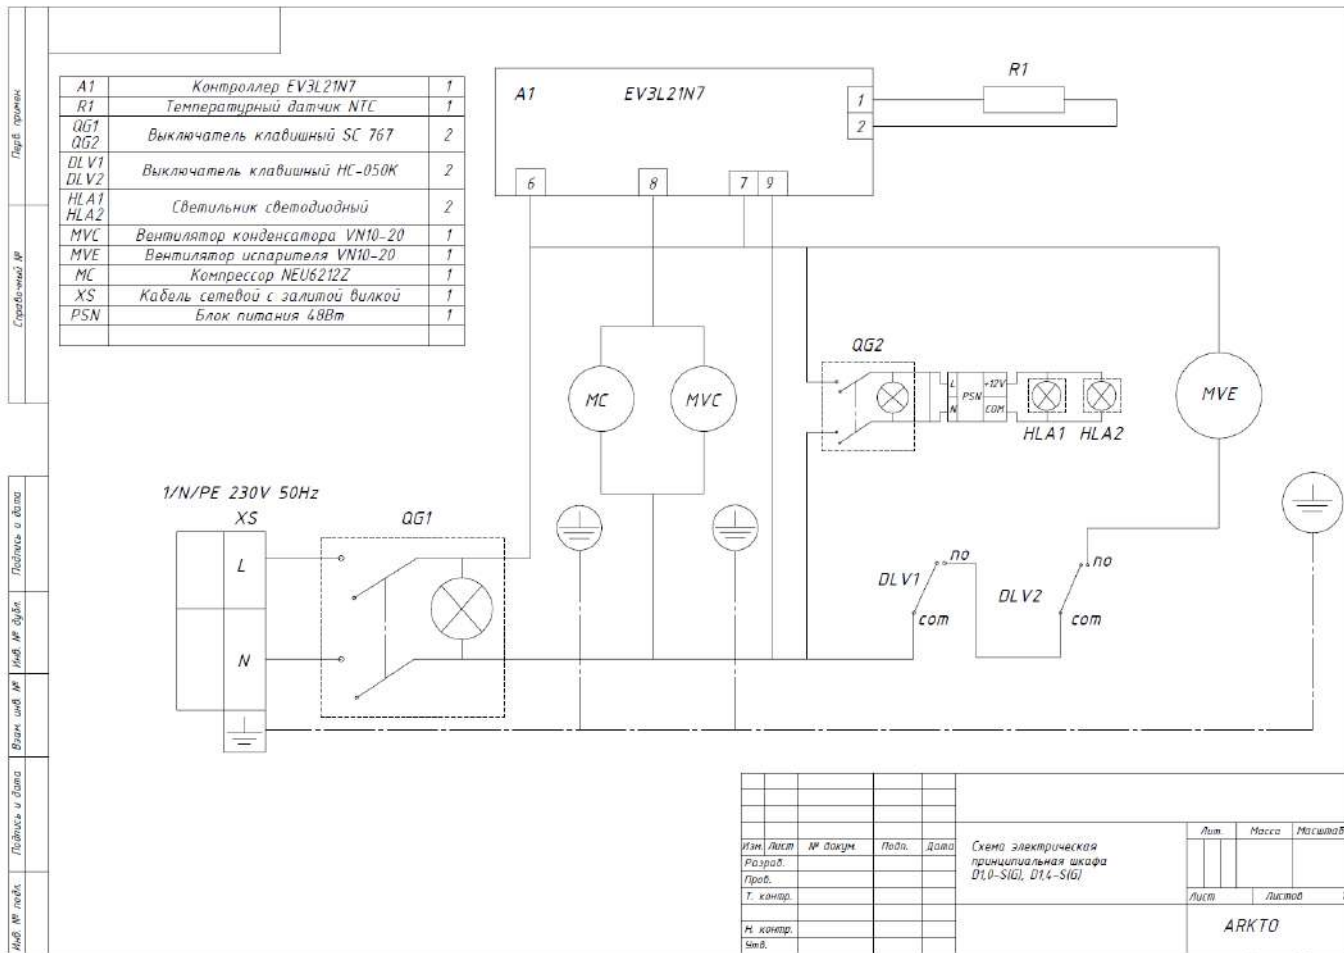 Перв. примен.
Справочный №
Подпись и дата
Инв. № дубл.
Взам. инв. №
Подпись и дата
Инв. № подл.
A1 Контроллер EV3L21N7 1
R1 Температурный датчик NTC 1
QG1 QG2 Выключатель клавишный SC 767 2
DLV1 DLV2 Выключатель клавишный НС-050К 2
HLA1 HLA2 Светильник светодиодный 2
MVC Вентилятор конденсатора VN10-20 1
MVE Вентилятор испарителя VN10-20 1
MC Компрессор NEU6212Z 1
XS Кабель сетевой с залитой вилкой 1
PSN Блок питания 48Вт 1
A1 EV3L21N7
1
2
R1
6 8 7 9
QG2
MC MVC
L +12V
PSN
N COM
HLA1 HLA2
MVE
1/N/PE 230V 50Hz
XS QG1
L
N
DLV1 no
com
DLV2 no
com
Изм. Лист № докум. Подп. Дата
Разраб.
Пров.
Т. контр.
Н. контр.
Утв.
Схема электрическая
принципиальная шкафа
D1,0-S(G), D1,4-S(G)
Лит. Масса Масштаб
Лист Листов 1
ARKTO